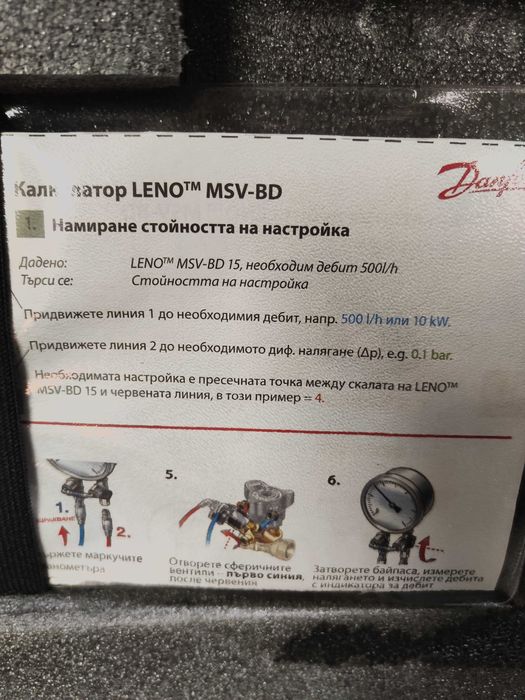 Danf
LENO™ MSV-BD
1. Намиране стойността на настройка
Дадено: LENO™ MSV-BD 15, необходим дебит 500l/h
Търси се: Стойността на настройка
Придвижете линия 1 до необходимия дебит, напр. 500 l/h или 10 kW.
Придвижете линия 2 до необходимото диф. налягане (Δp), e.g. 0,1 bar.
Необходимата настройка е пресечната точка между скалата на LENO™
MSV-BD 15 и червената линия, в този пример = 4.
1.
2.
маркучите
5.
Отворете сферичните
вентили – първо синия,
после червения
6.
Затворете байпаса, измерете
налягането и изчислете дебита
с индикатора за дебит